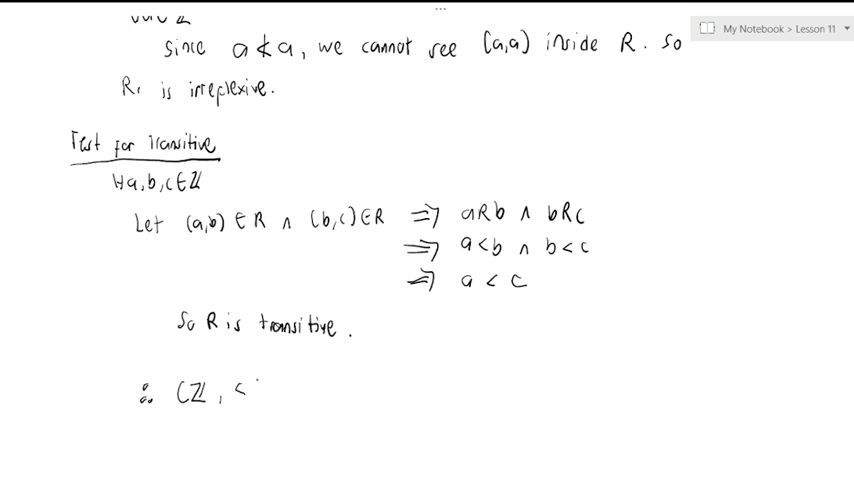 My Notebook > Lesson 11
since a ≮ a, we cannot see (a,a) inside R. So
R, is irreflexive.
Test for Transitive
∀a,b,c∈ℤ
Let (a,b) ∈ R ∧ (b,c)∈R ⇒ aRb ∧ bRc
⇒ a<b ∧ b<c
⇒ a < c
So R is transitive.
∴ (ℤ, <